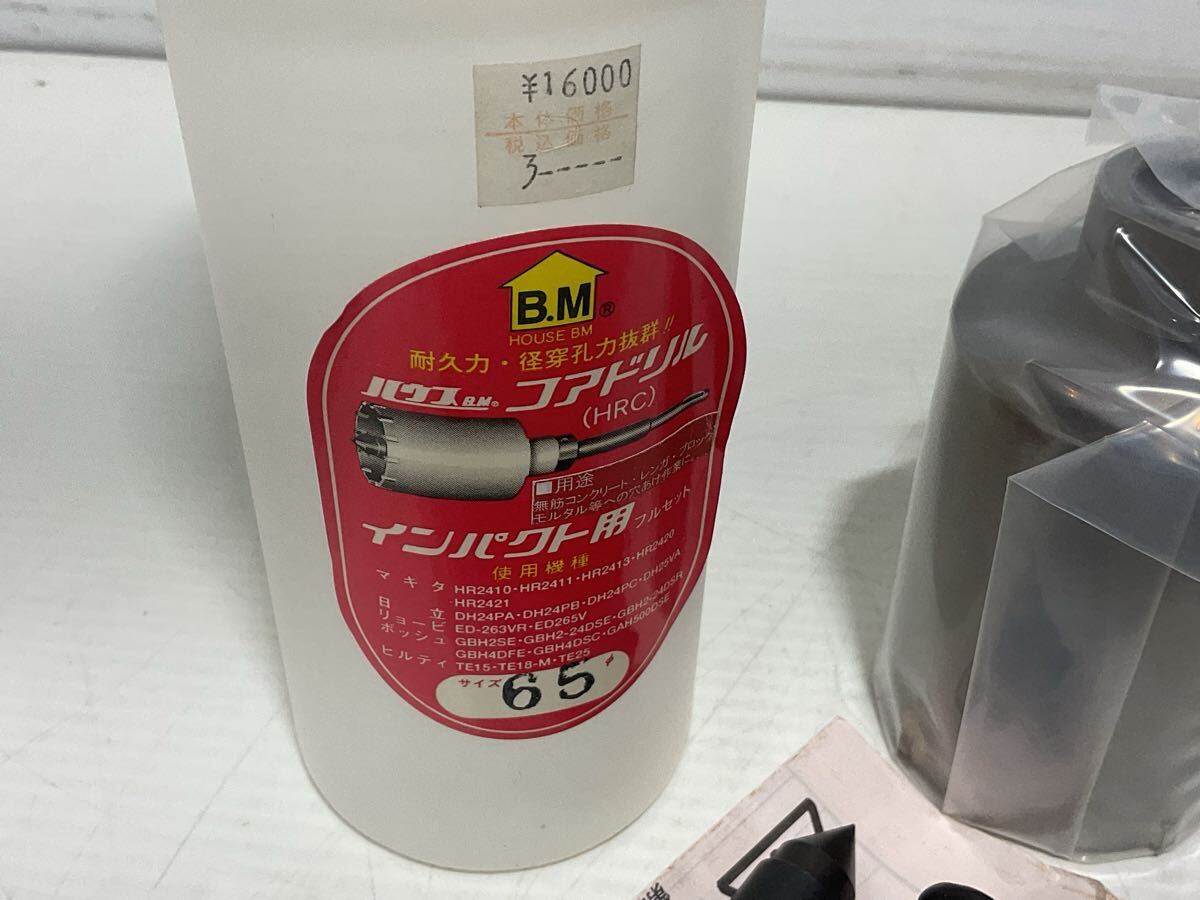 ¥16000
本体価格
税込価格
3-----
B.M®
HOUSE BM
耐久力・径穿孔力抜群!!
ハウスB.M® コアドリル
(HRC)
■用途
無筋コンクリート・レンガ・ブロック
モルタル等への穴あけ作業に
インパクト用 フルセット
使用機種
マキタ HR2410・HR2411・HR2413・HR2420
HR2421
日立 DH24PA・DH24PB・DH24PC・DH25VA
リョービ ED-263VR・ED265V
ボッシュ GBH2SE・GBH2-24DSE・GBH2-24DSR
GBH4DFE・GBH4DSC・GAH500DSE
ヒルティ TE15・TE18-M・TE25
サイズ 65φ